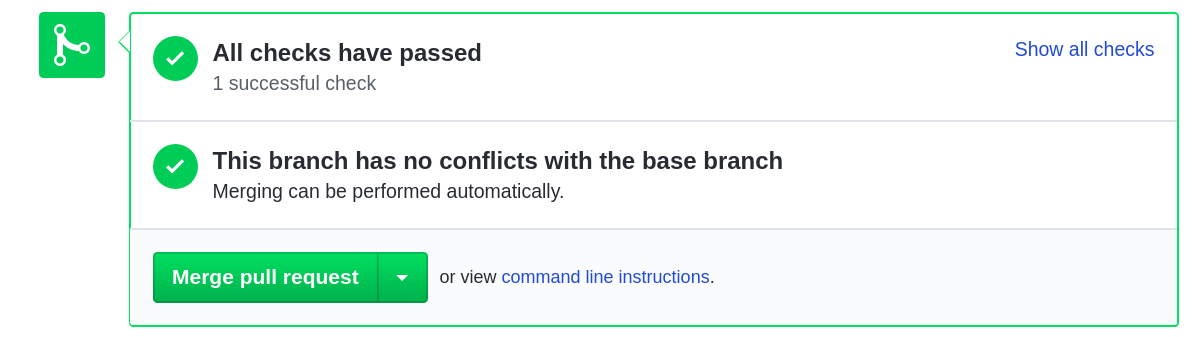 All checks have passed
Show all checks
1 successful check
This branch has no conflicts with the base branch
Merging can be performed automatically.
Merge pull request
or view command line instructions.